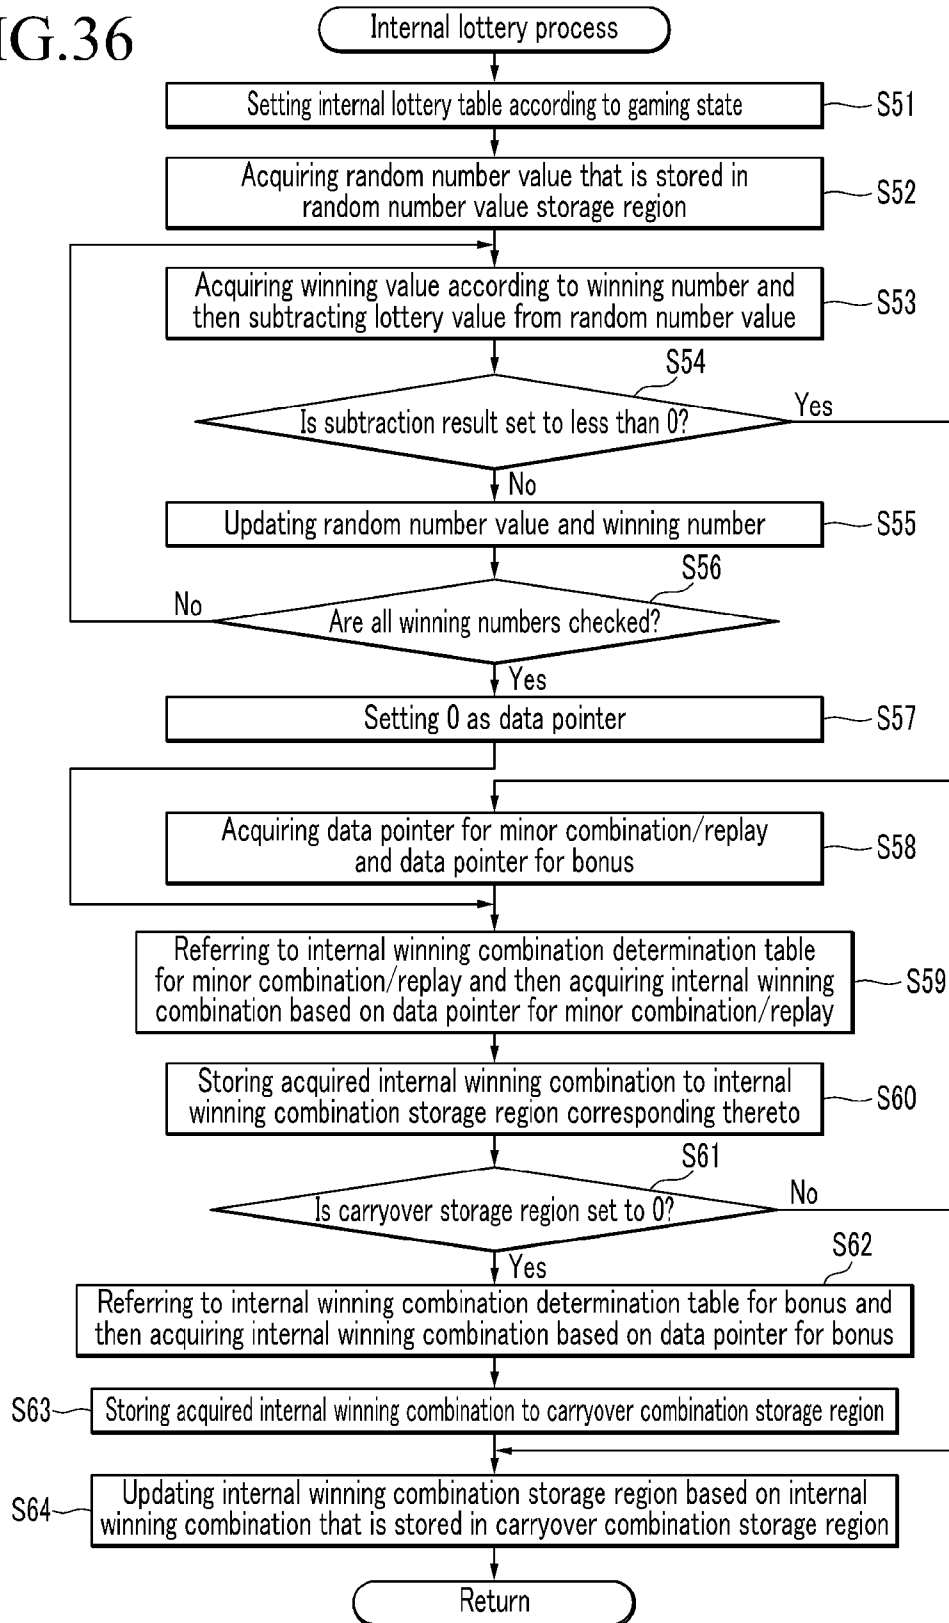 IG.36
Internal lottery process
Setting internal lottery table according to gaming state
S51
Acquiring random number value that is stored in
random number value storage region
S52
Acquiring winning value according to winning number and
then subtracting lottery value from random number value
S53
S54
Is subtraction result set to less than 0?
Yes
No
Updating random number value and winning number
S55
S56
No
Are all winning numbers checked?
Yes
Setting 0 as data pointer
S57
Acquiring data pointer for minor combination/replay
and data pointer for bonus
S58
Referring to internal winning combination determination table
for minor combination/replay and then acquiring internal winning
combination based on data pointer for minor combination/replay
S59
Storing acquired internal winning combination to internal
winning combination storage region corresponding thereto
S60
S61
Is carryover storage region set to 0?
No
Yes
S62
Referring to internal winning combination determination table for bonus and
then acquiring internal winning combination based on data pointer for bonus
S63
Storing acquired internal winning combination to carryover combination storage region
S64
Updating internal winning combination storage region based on internal
winning combination that is stored in carryover combination storage region
Return